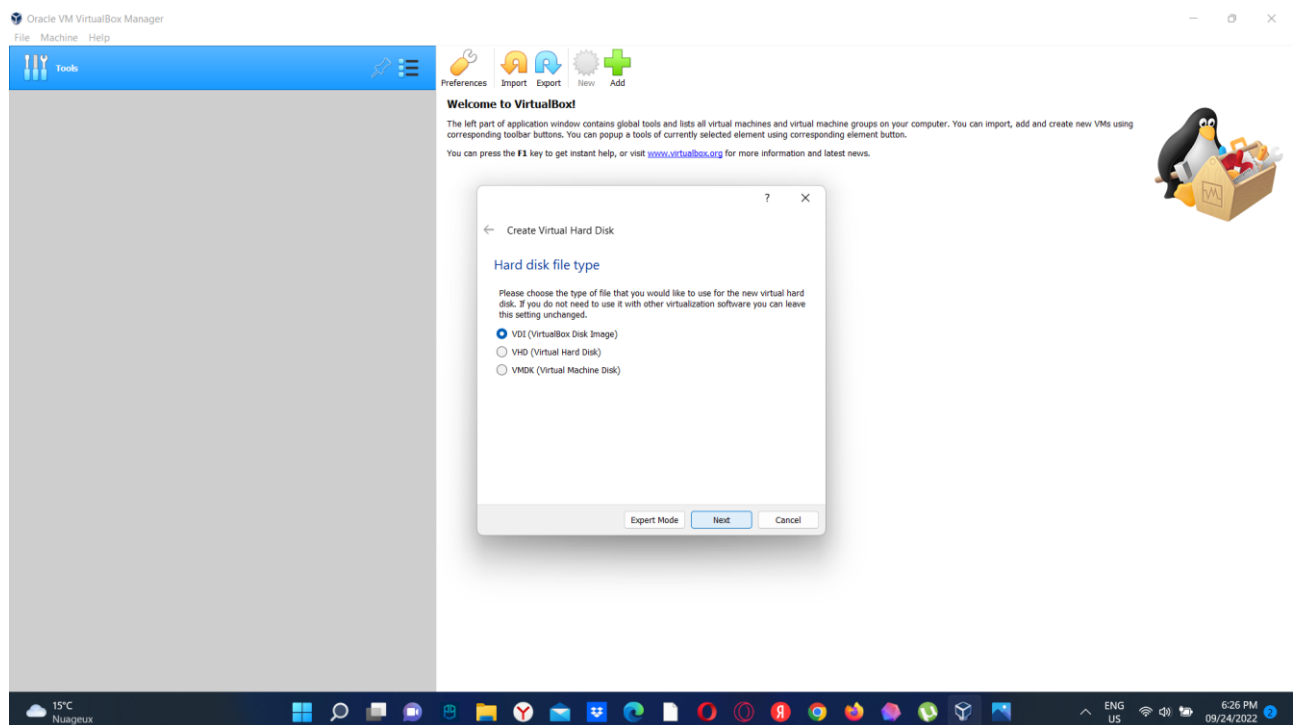 Oracle VM VirtualBox Manager
File Machine Help
Tools
Preferences Import Export New Add
Welcome to VirtualBox!
The left part of application window contains global tools and lists all virtual machines and virtual machine groups on your computer. You can import, add and create new VMs using
corresponding toolbar buttons. You can popup a tools of currently selected element using corresponding element button.
You can press the F1 key to get instant help, or visit www.virtualbox.org for more information and latest news.
?
Create Virtual Hard Disk
Hard disk file type
Please choose the type of file that you would like to use for the new virtual hard
disk. If you do not need to use it with other virtualization software you can leave
this setting unchanged.
VDI (VirtualBox Disk Image)
VHD (Virtual Hard Disk)
VMDK (Virtual Machine Disk)
Expert Mode Next Cancel
15°C
Nuageux
ENG
US
6:26 PM
09/24/2022
2